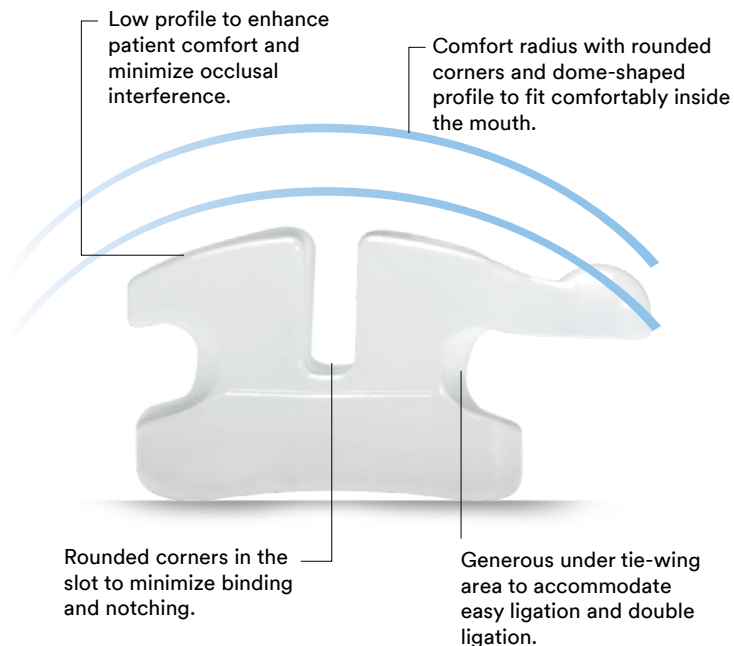 Low profile to enhance
patient comfort and
minimize occlusal
interference.
Comfort radius with rounded
corners and dome-shaped
profile to fit comfortably inside
the mouth.
Rounded corners in the
slot to minimize binding
and notching.
Generous under tie-wing
area to accommodate
easy ligation and double
ligation.